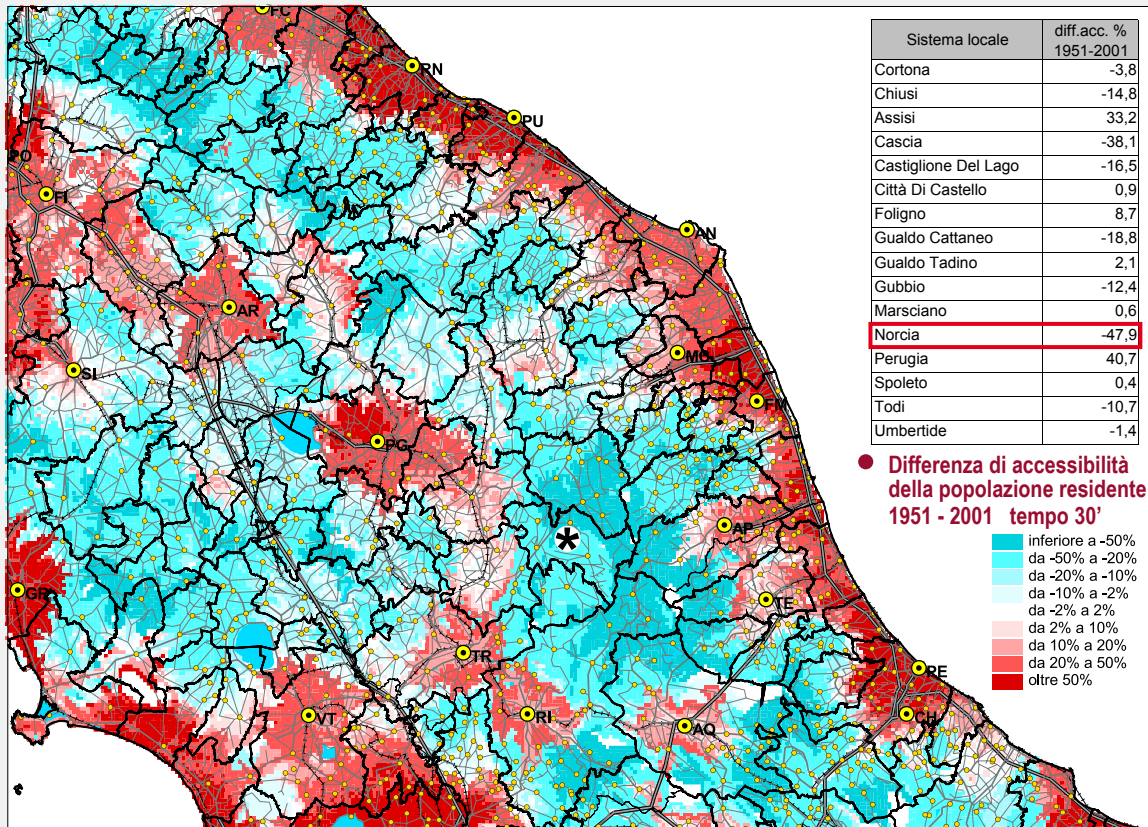 FC
RN
PU
PO
FI
AN
AR
MC
SI
PG
AP
GR
TE
TR
PE
VT
RI
AQ
CH
*
Sistema locale diff.acc. % 1951-2001
Cortona -3,8
Chiusi -14,8
Assisi 33,2
Cascia -38,1
Castiglione Del Lago -16,5
Città Di Castello 0,9
Foligno 8,7
Gualdo Cattaneo -18,8
Gualdo Tadino 2,1
Gubbio -12,4
Marsciano 0,6
Norcia -47,9
Perugia 40,7
Spoleto 0,4
Todi -10,7
Umbertide -1,4
Differenza di accessibilità
della popolazione residente
1951 - 2001 tempo 30'
inferiore a -50%
da -50% a -20%
da -20% a -10%
da -10% a -2%
da -2% a 2%
da 2% a 10%
da 10% a 20%
da 20% a 50%
oltre 50%